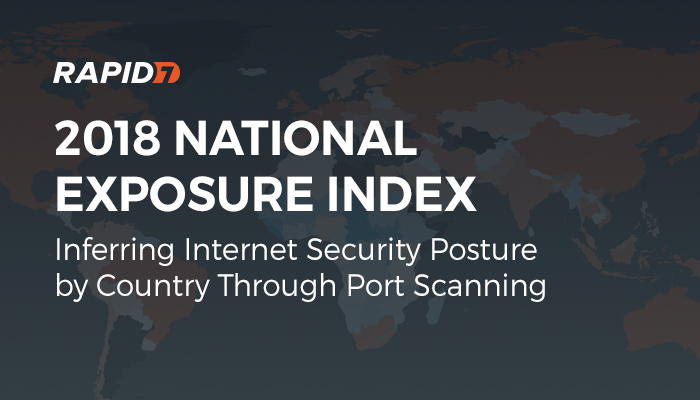 RAPID7
2018 NATIONAL
EXPOSURE INDEX
Inferring Internet Security Posture
by Country Through Port Scanning